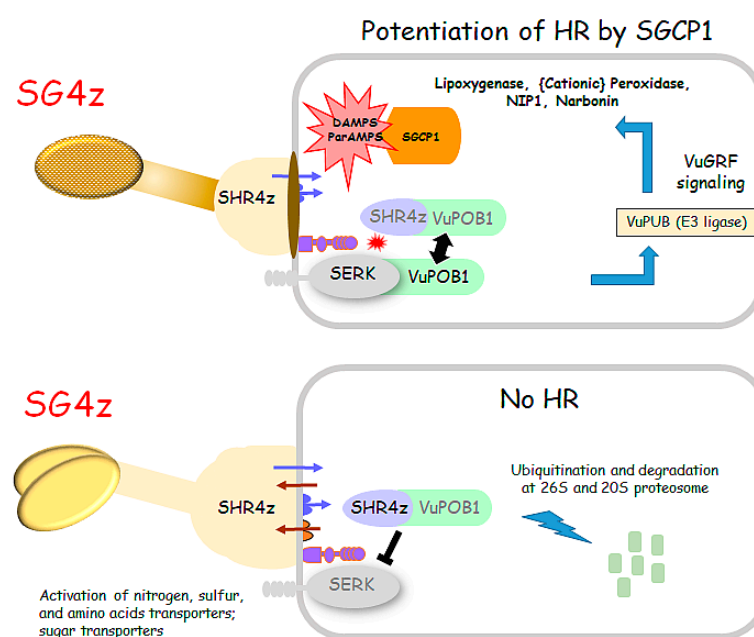 Potentiation of HR by SGCP1
SG4z
Lipoxygenase, {Cationic} Peroxidase,
NIP1, Narbonin
DAMPS
ParAMPS
SGCP1
SHR4z
VuGRF
signaling
SHR4z
VuPOB1
VuPUB (E3 ligase)
SERK
VuPOB1
SG4z
No HR
Ubiquitination and degradation
at 26S and 20S proteosome
SHR4z
SHR4z
VuPOB1
SERK
Activation of nitrogen, sulfur,
and amino acids transporters;
sugar transporters